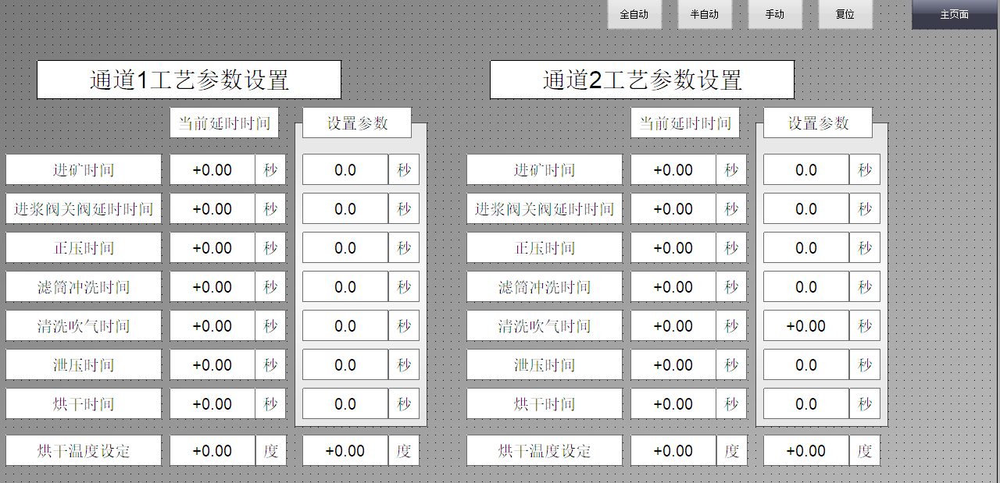 全自动 半自动 手动 复位 主页面
通道1工艺参数设置 通道2工艺参数设置
当前延时时间 设置参数 当前延时时间 设置参数
进矿时间 +0.00 秒 0.0 秒 进矿时间 +0.00 秒 0.0 秒
进浆阀关阀延时时间 +0.00 秒 0.0 秒 进浆阀关阀延时时间 +0.00 秒 0.0 秒
正压时间 +0.00 秒 0.0 秒 正压时间 +0.00 秒 0.0 秒
滤筒冲洗时间 +0.00 秒 0.0 秒 滤筒冲洗时间 +0.00 秒 0.0 秒
清洗吹气时间 +0.00 秒 0.0 秒 清洗吹气时间 +0.00 秒 +0.00 秒
泄压时间 +0.00 秒 0.0 秒 泄压时间 +0.00 秒 0.0 秒
烘干时间 +0.00 秒 0.0 秒 烘干时间 +0.00 秒 0.0 秒
烘干温度设定 +0.00 度 +0.00 度 烘干温度设定 +0.00 度 +0.00 度